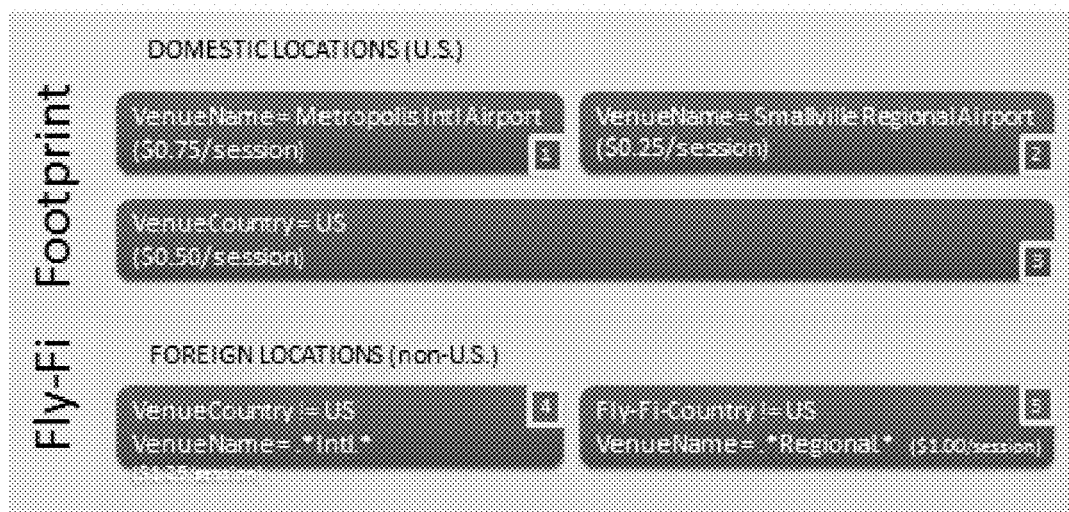 Fly-Fi Footprint
DOMESTIC LOCATIONS (U.S.)
VenueName = Metropolis Intl Airport
($0.75/session)
1
VenueName = Smallville Regional Airport
($0.25/session)
2
VenueCountry = US
($0.50/session)
3
FOREIGN LOCATIONS (non-U.S.)
VenueCountry != US
VenueName = .*Intl.*
4
Fly-Fi-Country != US
VenueName = .*Regional.* ($1.00/session)
5